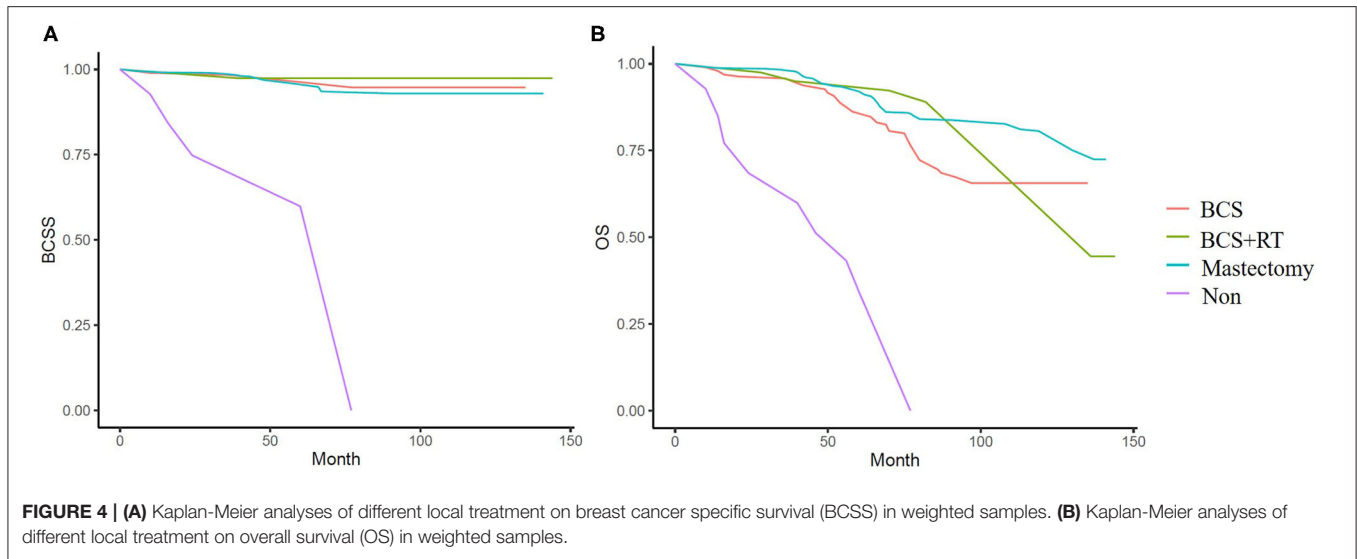 A
B
1.00
0.75
0.50
0.25
0.00
BCSS
0
50
100
150
Month
1.00
0.75
0.50
0.25
0.00
OS
0
50
100
150
Month
BCS
BCS+RT
Mastectomy
Non
FIGURE 4 | (A) Kaplan-Meier analyses of different local treatment on breast cancer specific survival (BCSS) in weighted samples. (B) Kaplan-Meier analyses of
different local treatment on overall survival (OS) in weighted samples.